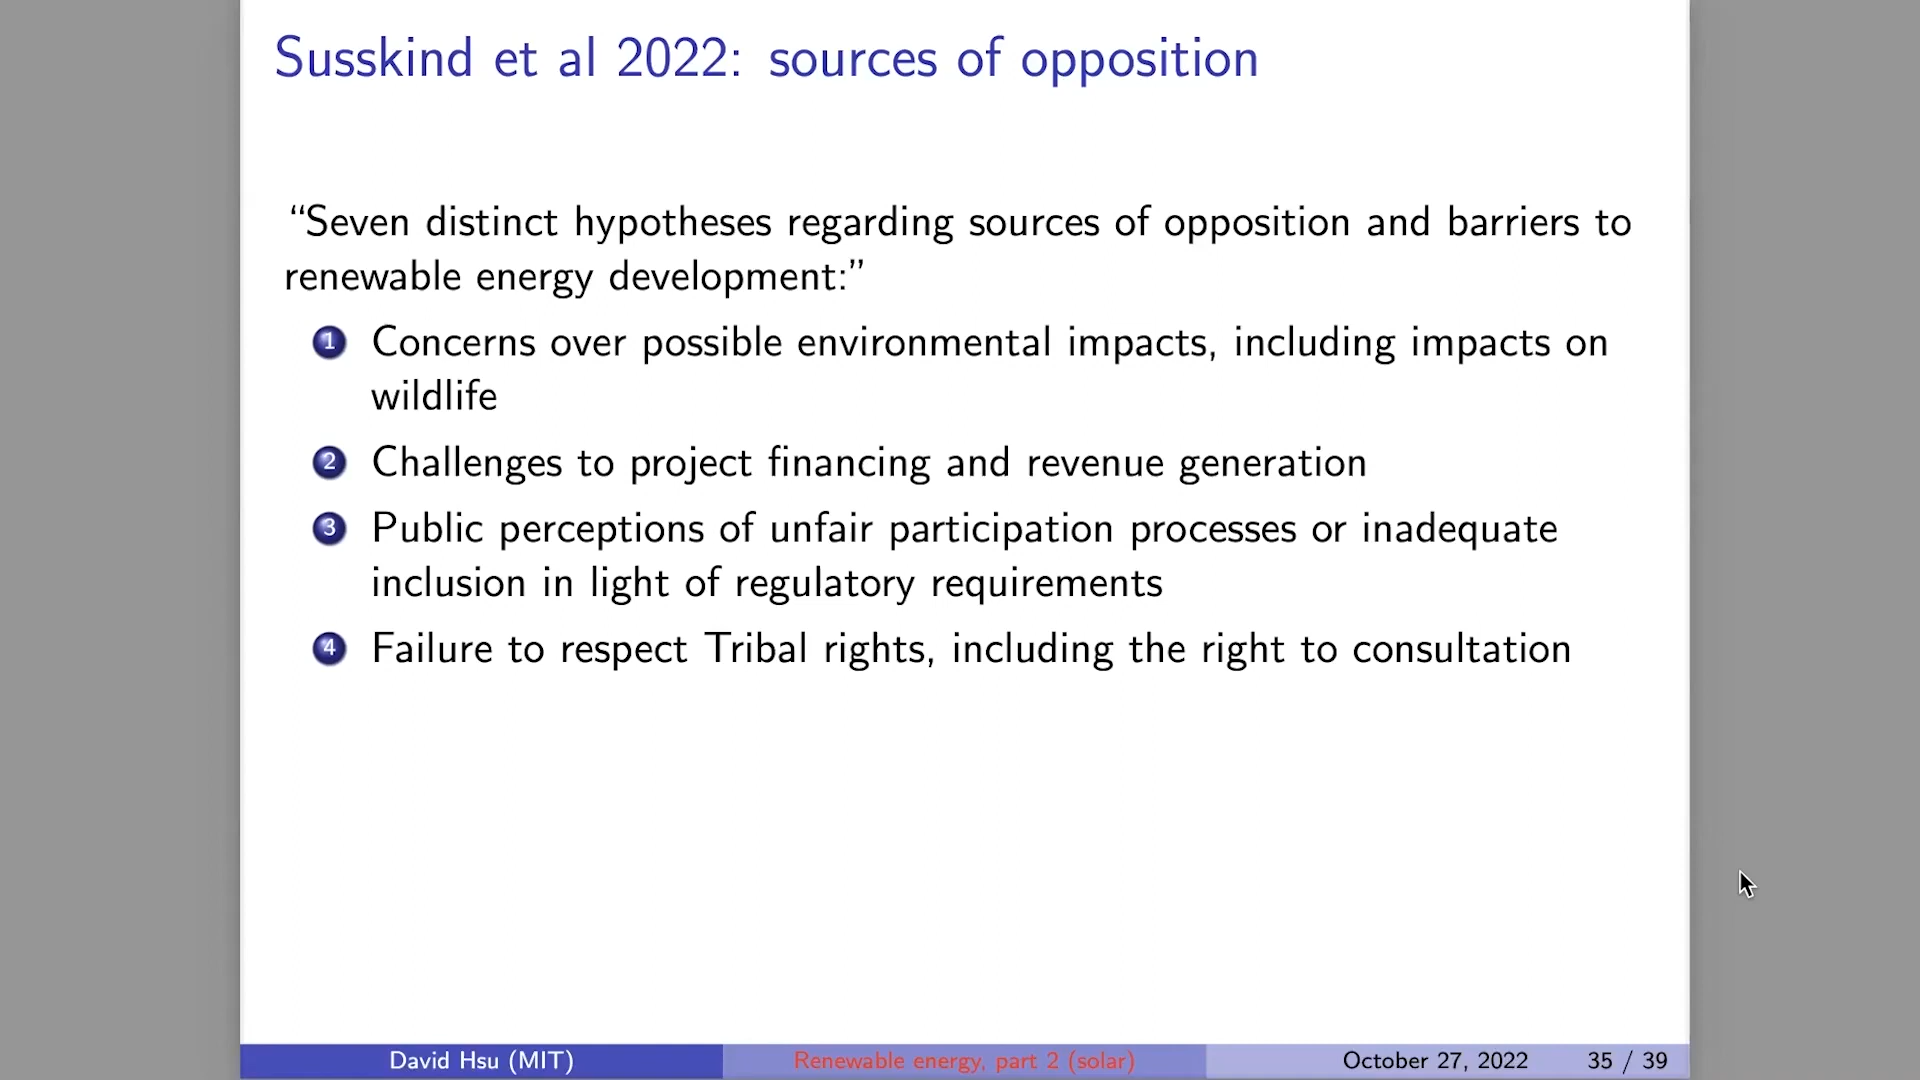 Susskind et al 2022: sources of opposition
“Seven distinct hypotheses regarding sources of opposition and barriers to
renewable energy development:”
1 Concerns over possible environmental impacts, including impacts on
wildlife
2 Challenges to project financing and revenue generation
3 Public perceptions of unfair participation processes or inadequate
inclusion in light of regulatory requirements
4 Failure to respect Tribal rights, including the right to consultation
David Hsu (MIT) Renewable energy, part 2 (solar) October 27, 2022 35 / 39